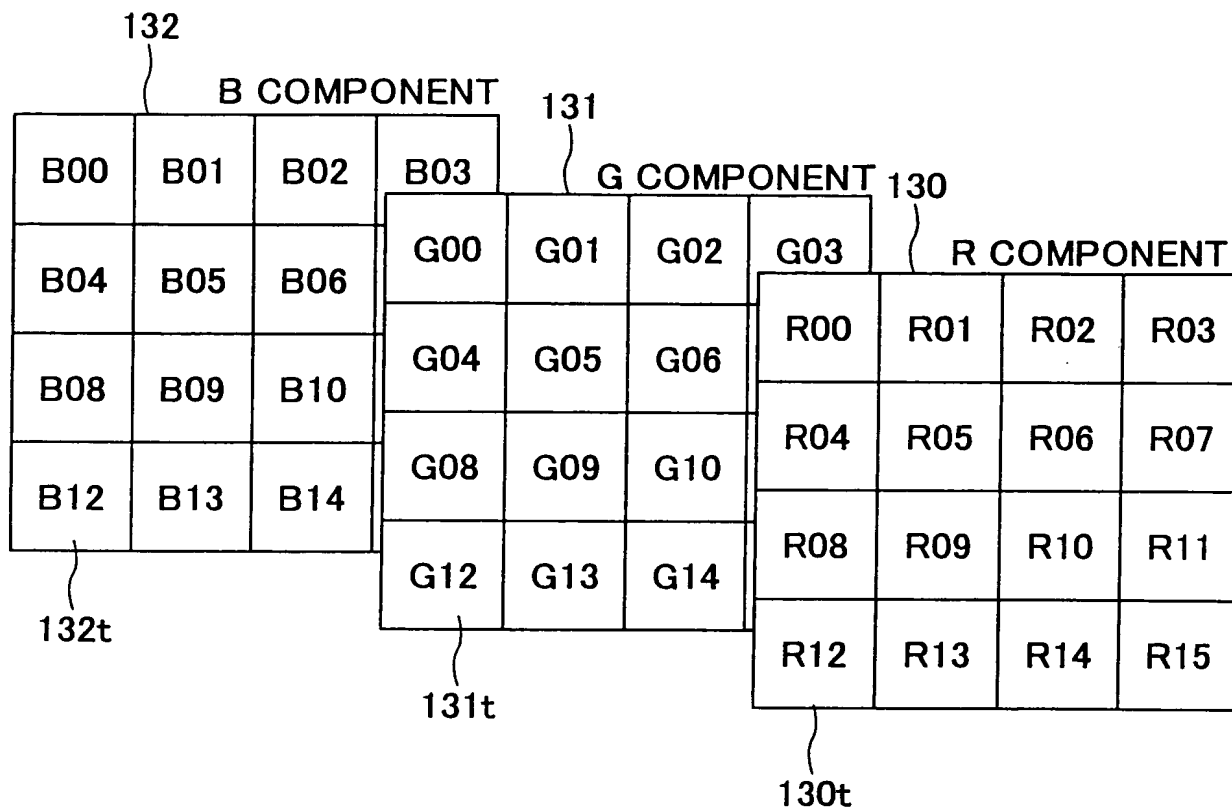 132
B COMPONENT
B00 B01 B02 B03
B04 B05 B06
B08 B09 B10
B12 B13 B14
132t
131
G COMPONENT
G00 G01 G02 G03
G04 G05 G06
G08 G09 G10
G12 G13 G14
131t
130
R COMPONENT
R00 R01 R02 R03
R04 R05 R06 R07
R08 R09 R10 R11
R12 R13 R14 R15
130t